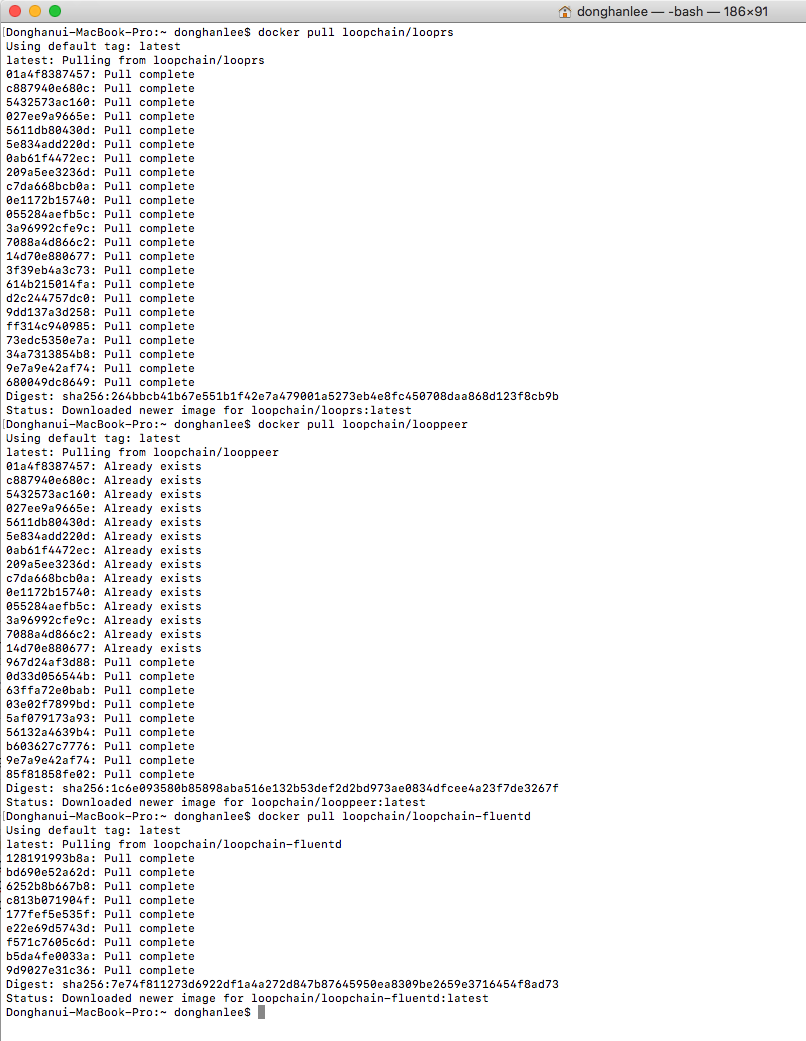 donghanlee — -bash — 186×91
[Donghanui-MacBook-Pro:~ donghanlee$ docker pull loopchain/looprs
Using default tag: latest
latest: Pulling from loopchain/looprs
01a4f8387457: Pull complete
c887940e680c: Pull complete
5432573ac160: Pull complete
027ee9a9665e: Pull complete
5611db80430d: Pull complete
5e834add220d: Pull complete
0ab61f4472ec: Pull complete
209a5ee3236d: Pull complete
c7da668bcb0a: Pull complete
0e1172b15740: Pull complete
055284aefb5c: Pull complete
3a96992cfe9c: Pull complete
7088a4d866c2: Pull complete
14d70e880677: Pull complete
3f39eb4a3c73: Pull complete
614b215014fa: Pull complete
d2c244757dc0: Pull complete
9dd137a3d258: Pull complete
ff314c940985: Pull complete
73edc5350e7a: Pull complete
34a7313854b8: Pull complete
9e7a9e42af74: Pull complete
680049dc8649: Pull complete
Digest: sha256:264bbcb41b67e551b1f42e7a479001a5273eb4e8fc450708daa868d123f8cb9b
Status: Downloaded newer image for loopchain/looprs:latest
[Donghanui-MacBook-Pro:~ donghanlee$ docker pull loopchain/looppeer
Using default tag: latest
latest: Pulling from loopchain/looppeer
01a4f8387457: Already exists
c887940e680c: Already exists
5432573ac160: Already exists
027ee9a9665e: Already exists
5611db80430d: Already exists
5e834add220d: Already exists
0ab61f4472ec: Already exists
209a5ee3236d: Already exists
c7da668bcb0a: Already exists
0e1172b15740: Already exists
055284aefb5c: Already exists
3a96992cfe9c: Already exists
7088a4d866c2: Already exists
14d70e880677: Already exists
967d24af3d88: Pull complete
0d33d056544b: Pull complete
63ffa72e0bab: Pull complete
03e02f7899bd: Pull complete
5af079173a93: Pull complete
56132a4639b4: Pull complete
b603627c7776: Pull complete
9e7a9e42af74: Pull complete
85f81858fe02: Pull complete
Digest: sha256:1c6e093580b85898aba516e132b53def2d2bd973ae0834dfcee4a23f7de3267f
Status: Downloaded newer image for loopchain/looppeer:latest
[Donghanui-MacBook-Pro:~ donghanlee$ docker pull loopchain/loopchain-fluentd
Using default tag: latest
latest: Pulling from loopchain/loopchain-fluentd
128191993b8a: Pull complete
bd690e52a62d: Pull complete
6252b8b667b8: Pull complete
c813b071904f: Pull complete
177fef5e535f: Pull complete
e22e69d5743d: Pull complete
f571c7605c6d: Pull complete
b5da4fe0033a: Pull complete
9d9027e31c36: Pull complete
Digest: sha256:7e74f811273d6922df1a4a272d847b87645950ea8309be2659e3716454f8ad73
Status: Downloaded newer image for loopchain/loopchain-fluentd:latest
Donghanui-MacBook-Pro:~ donghanlee$